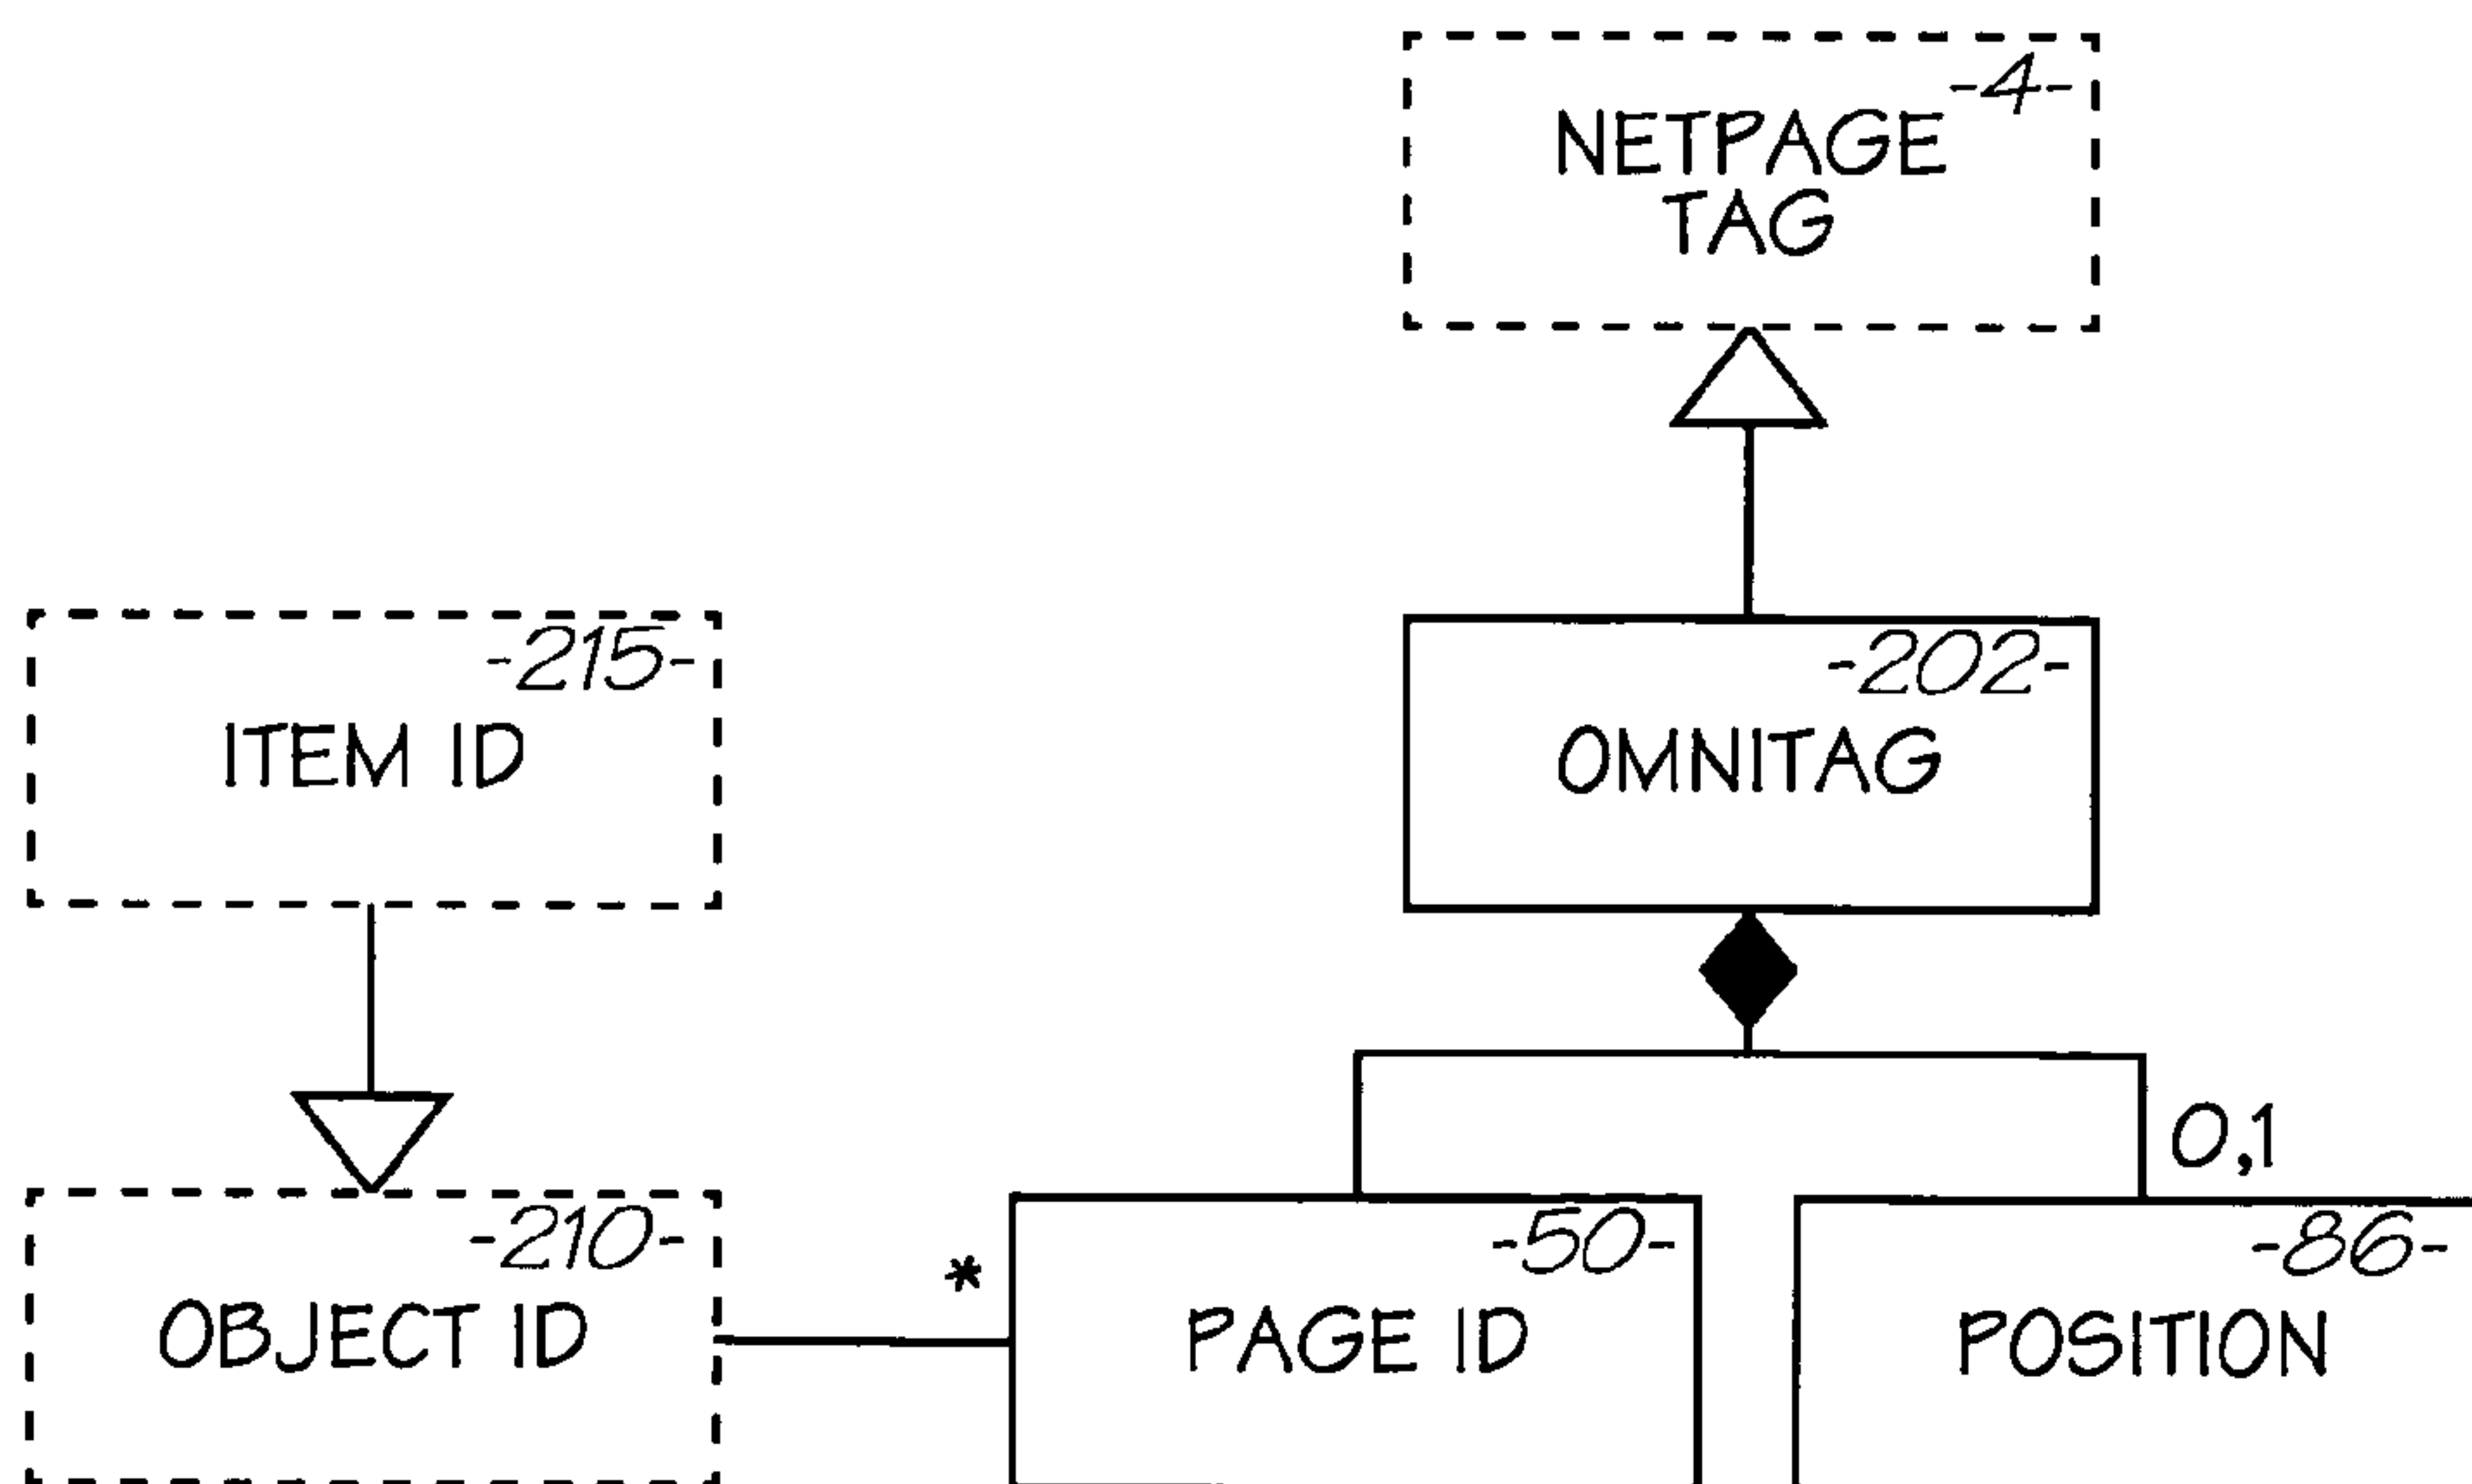 -4-
NETPAGE
TAG
-215-
ITEM ID
-202-
OMNITAG
0,1
-210-
OBJECT ID
*
-50-
PAGE ID
-86-
POSITION